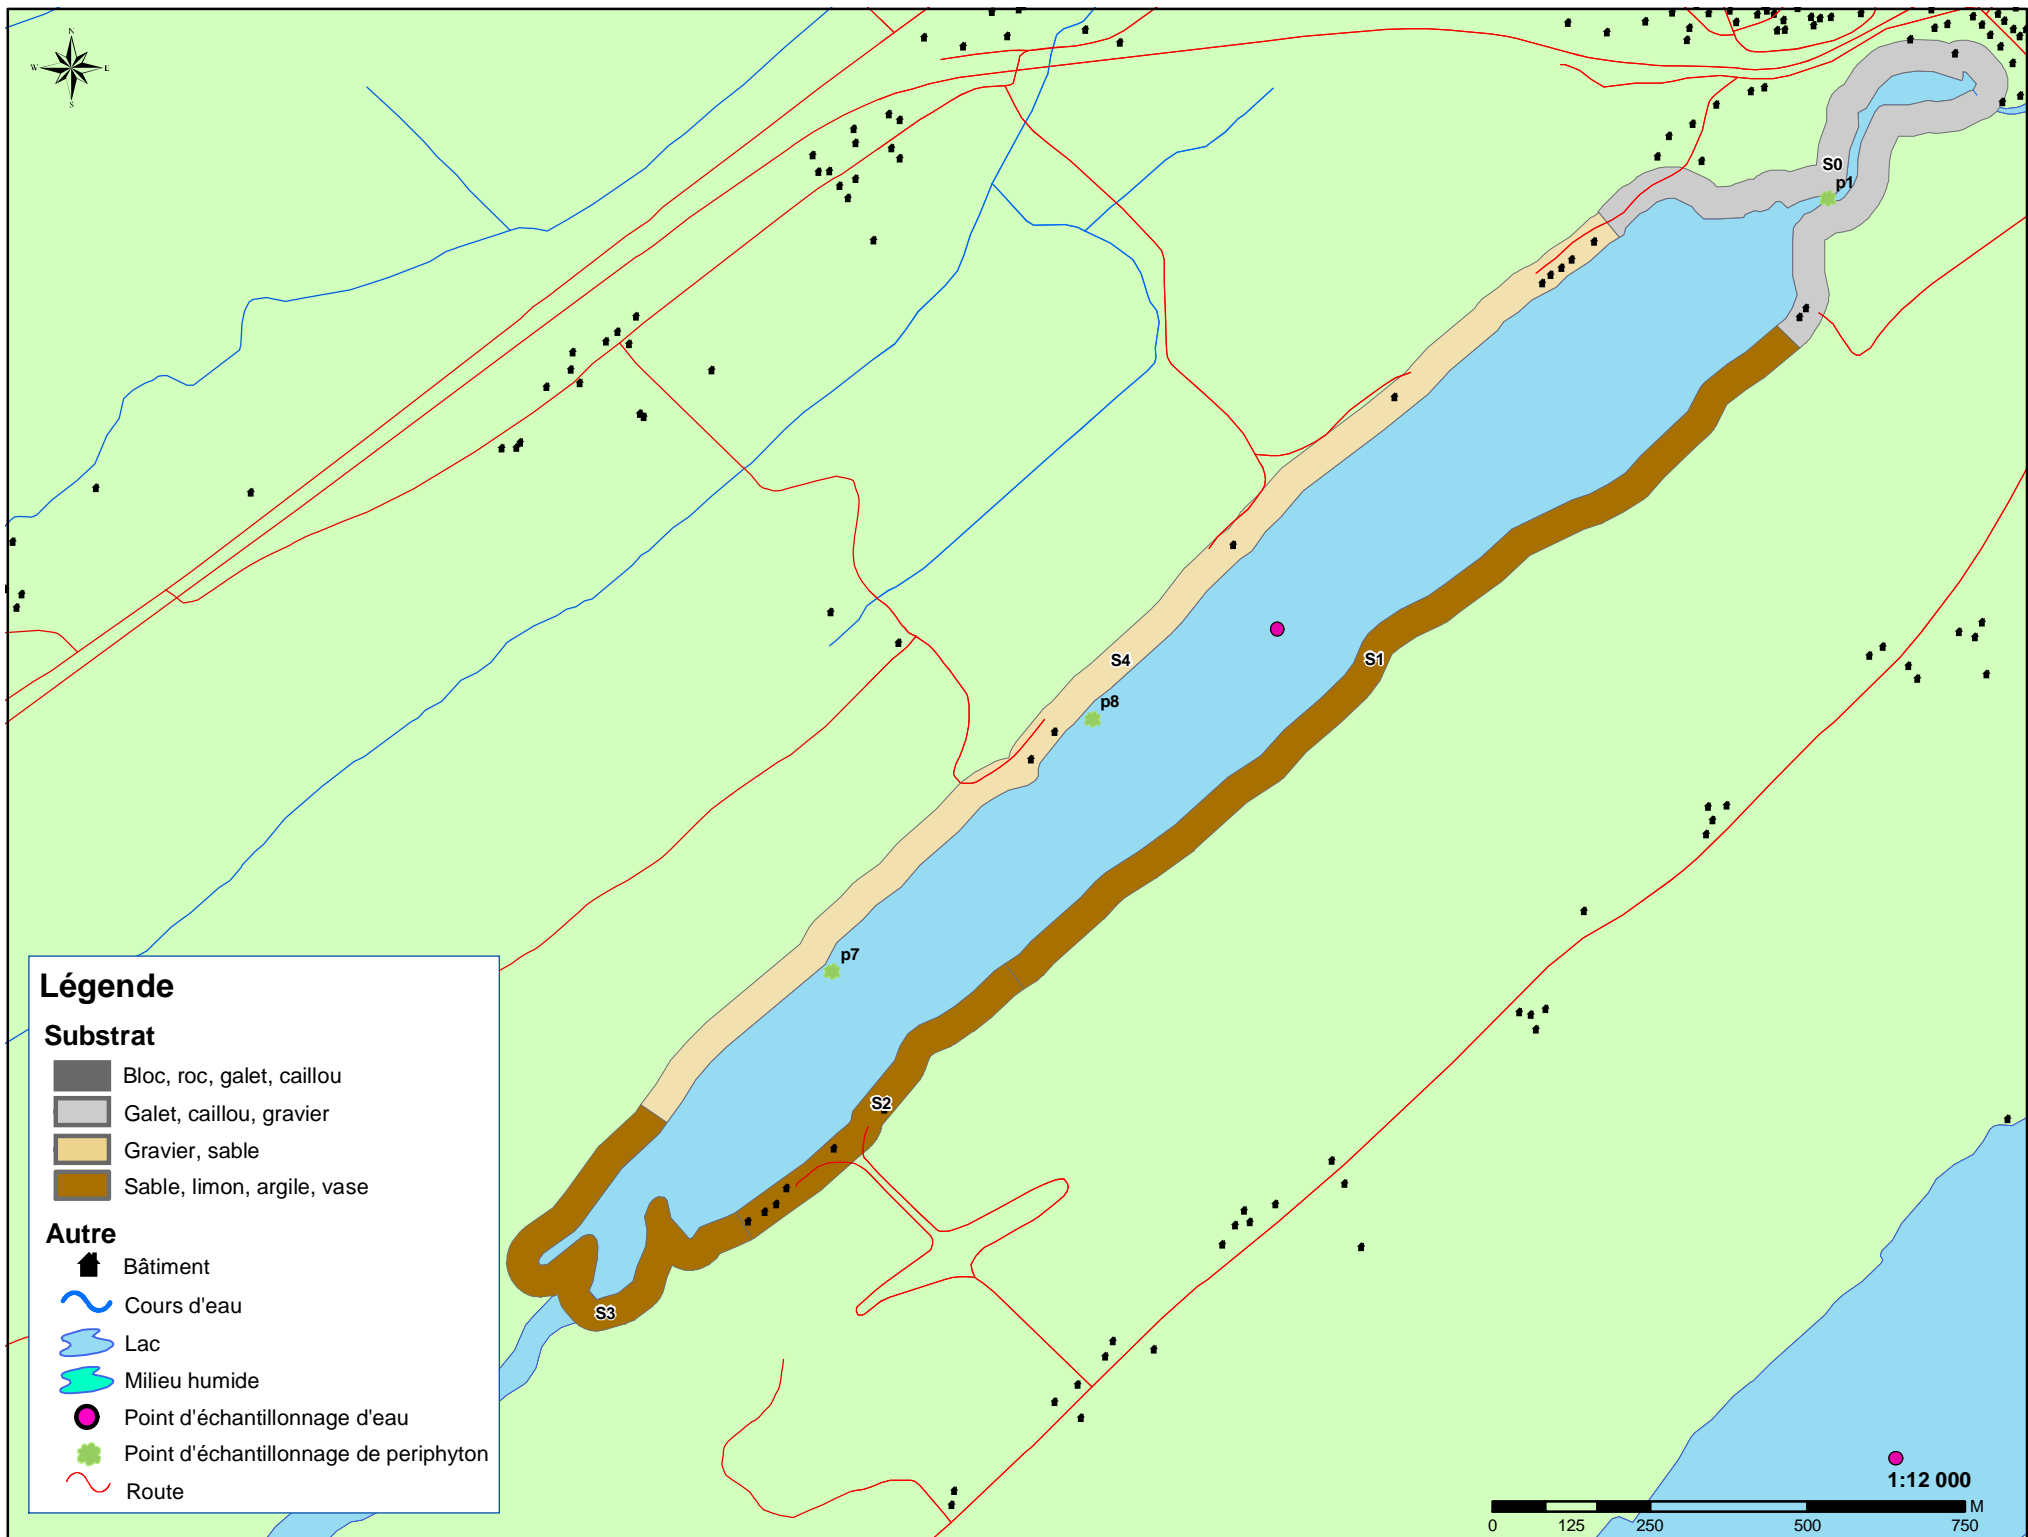 N
W E
S
S0
p1
S4
S1
p8
p7
S2
S3
Légende
Substrat
Bloc, roc, galet, caillou
Galet, caillou, gravier
Gravier, sable
Sable, limon, argile, vase
Autre
Bâtiment
Cours d'eau
Lac
Milieu humide
Point d'échantillonnage d'eau
Point d'échantillonnage de periphyton
Route
1:12 000
M
0 125 250 500 750